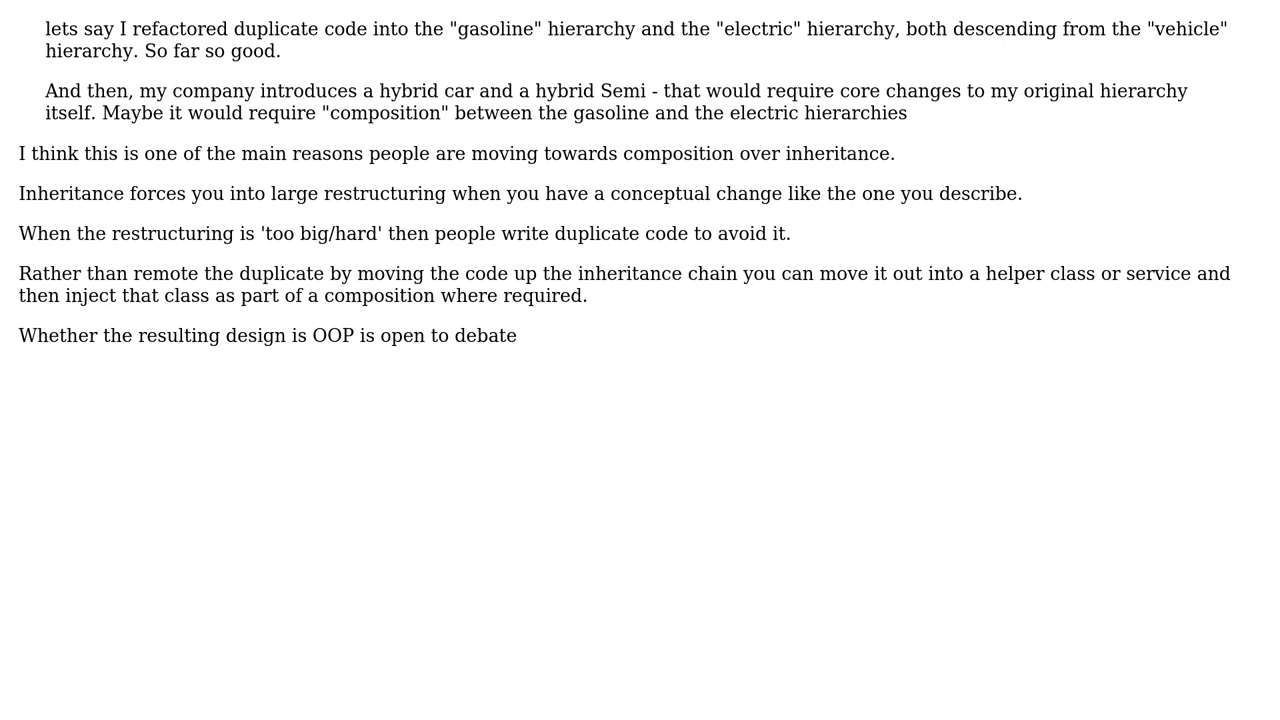 lets say I refactored duplicate code into the "gasoline" hierarchy and the "electric" hierarchy, both descending from the "vehicle"
hierarchy. So far so good.
And then, my company introduces a hybrid car and a hybrid Semi - that would require core changes to my original hierarchy
itself. Maybe it would require "composition" between the gasoline and the electric hierarchies
I think this is one of the main reasons people are moving towards composition over inheritance.
Inheritance forces you into large restructuring when you have a conceptual change like the one you describe.
When the restructuring is 'too big/hard' then people write duplicate code to avoid it.
Rather than remote the duplicate by moving the code up the inheritance chain you can move it out into a helper class or service and
then inject that class as part of a composition where required.
Whether the resulting design is OOP is open to debate